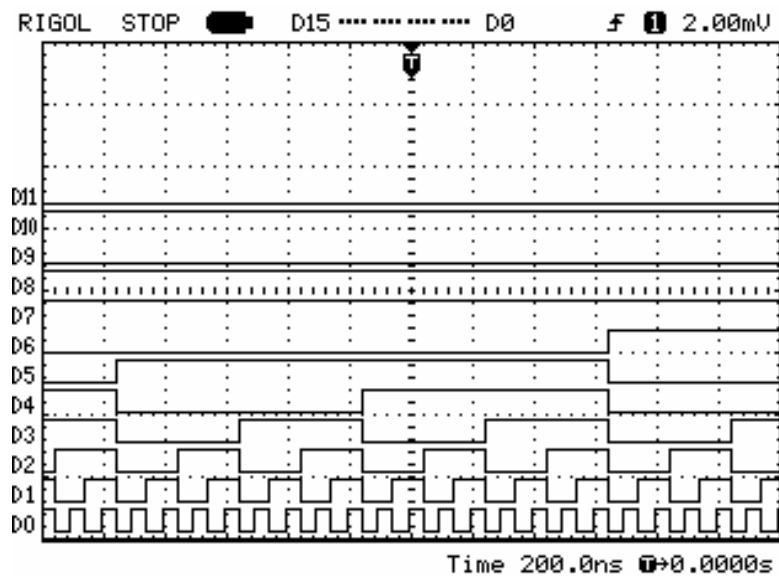 RIGOL STOP D15 ···· ···· ···· ···· D0 1 2.00mV
T
D11
D10
D9
D8
D7
D6
D5
D4
D3
D2
D1
D0
Time 200.0ns T→0.0000s